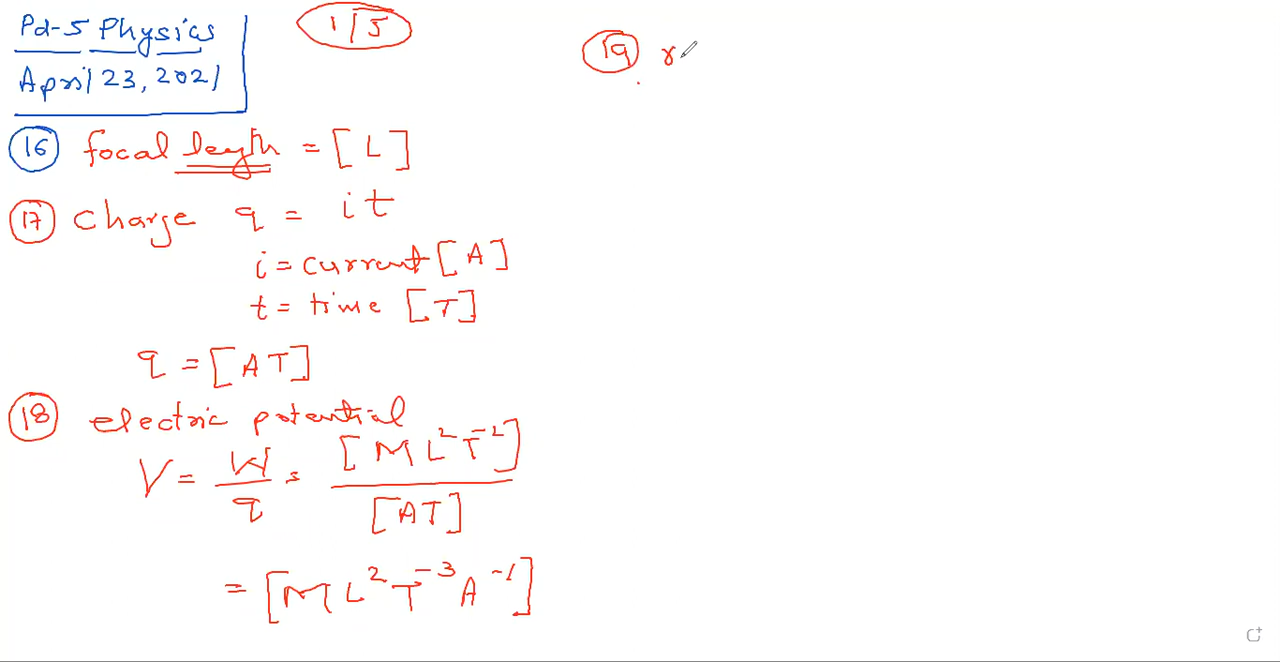 Pd-5 Physics
April 23, 2021
1/5
16 focal length = [L]
17 Charge q = it
i = current [A]
t = time [T]
q = [AT]
18 electric potential
V = W/q = [ML²T⁻²]/[AT]
= [ML²T⁻³A⁻¹]
19 r